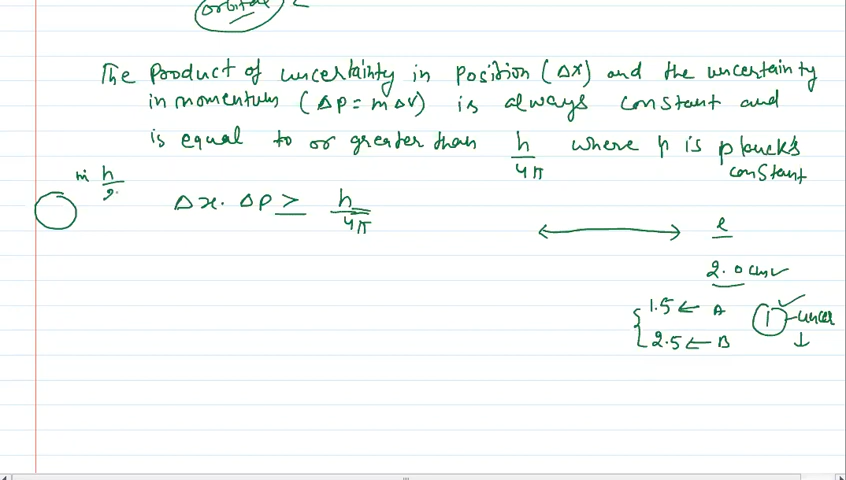 orbital
The Product of uncertainty in Position (Δx) and the uncertainty
in momentum (Δp = mΔv) is always constant and
is equal to or greater than h/4π where h is planck's
constant
h/2
Δx. Δp ≥ h/4π
l
2.0 cm
1.5 ← A
2.5 ← B
1 - uncer
↓